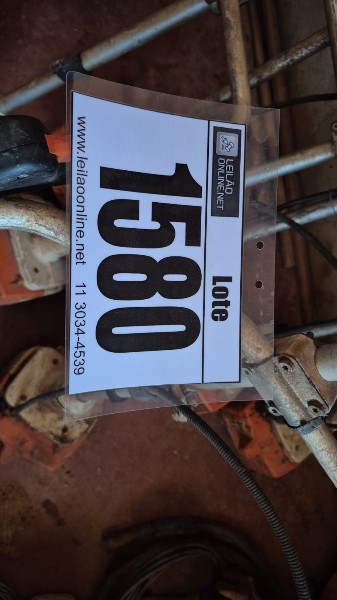 LEILÃO
ONLINE.NET
Lote
1580
www.leilaoonline.net 11 3034-4539